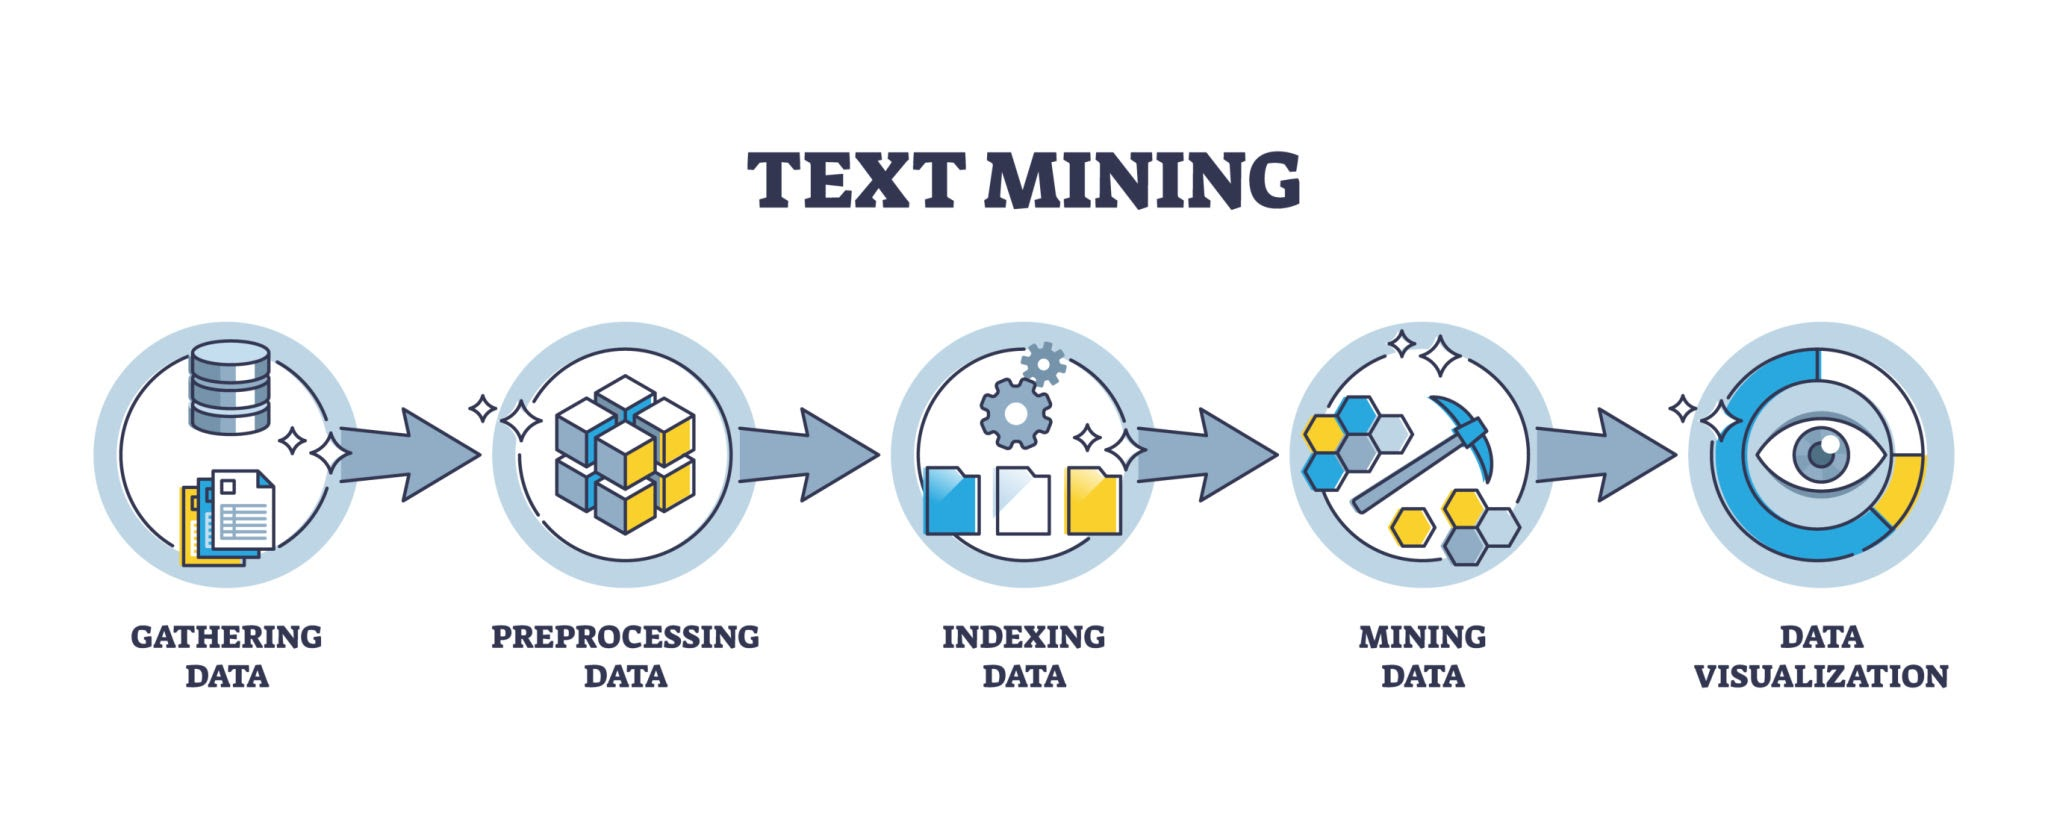 TEXT MINING
GATHERING
DATA
PREPROCESSING
DATA
INDEXING
DATA
MINING
DATA
DATA
VISUALIZATION